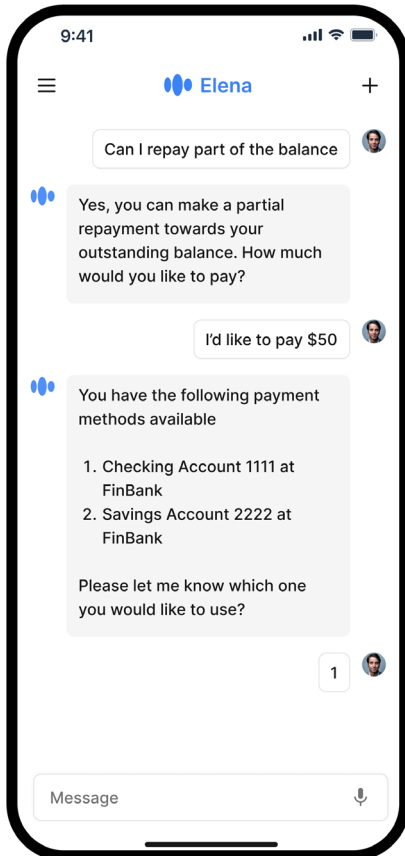 9:41
Elena
Can I repay part of the balance
Yes, you can make a partial
repayment towards your
outstanding balance. How much
would you like to pay?
I’d like to pay $50
You have the following payment
methods available
1. Checking Account 1111 at
FinBank
2. Savings Account 2222 at
FinBank
Please let me know which one
you would like to use?
1
Message